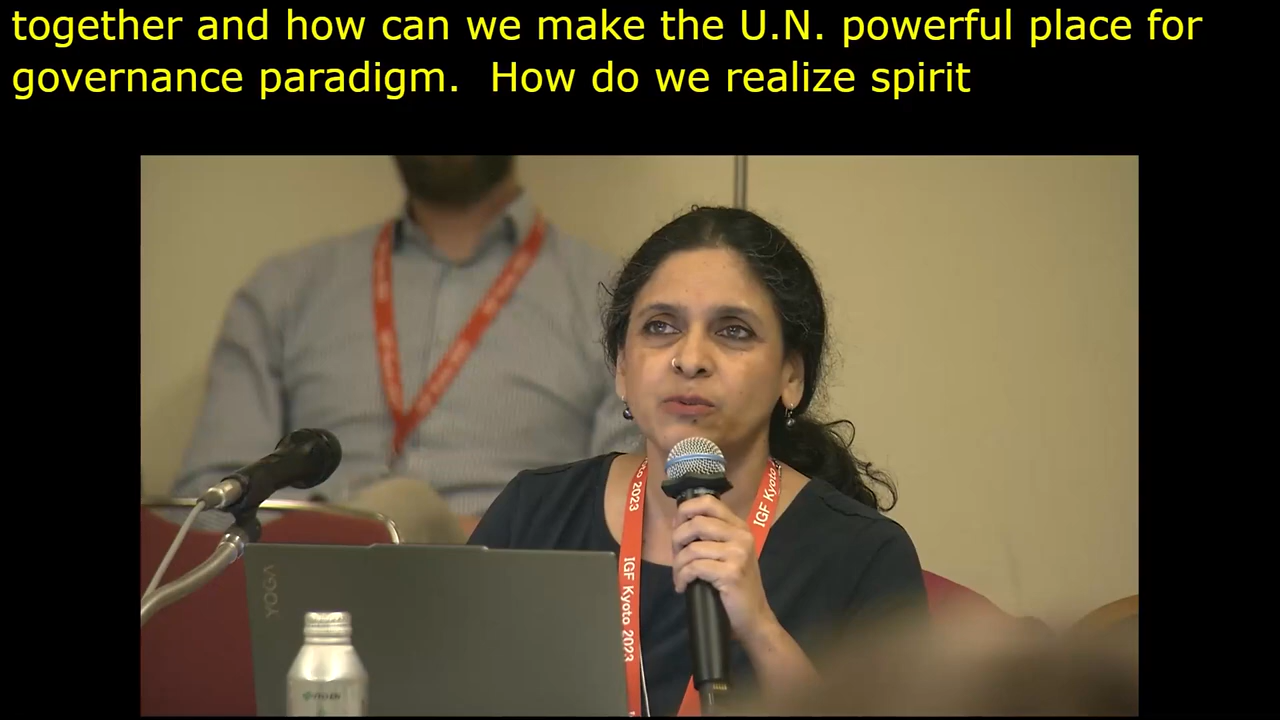 together and how can we make the U.N. powerful place for
governance paradigm.  How do we realize spirit
2023
IGF Kyoto
IGF Kyoto 2023
YOGA